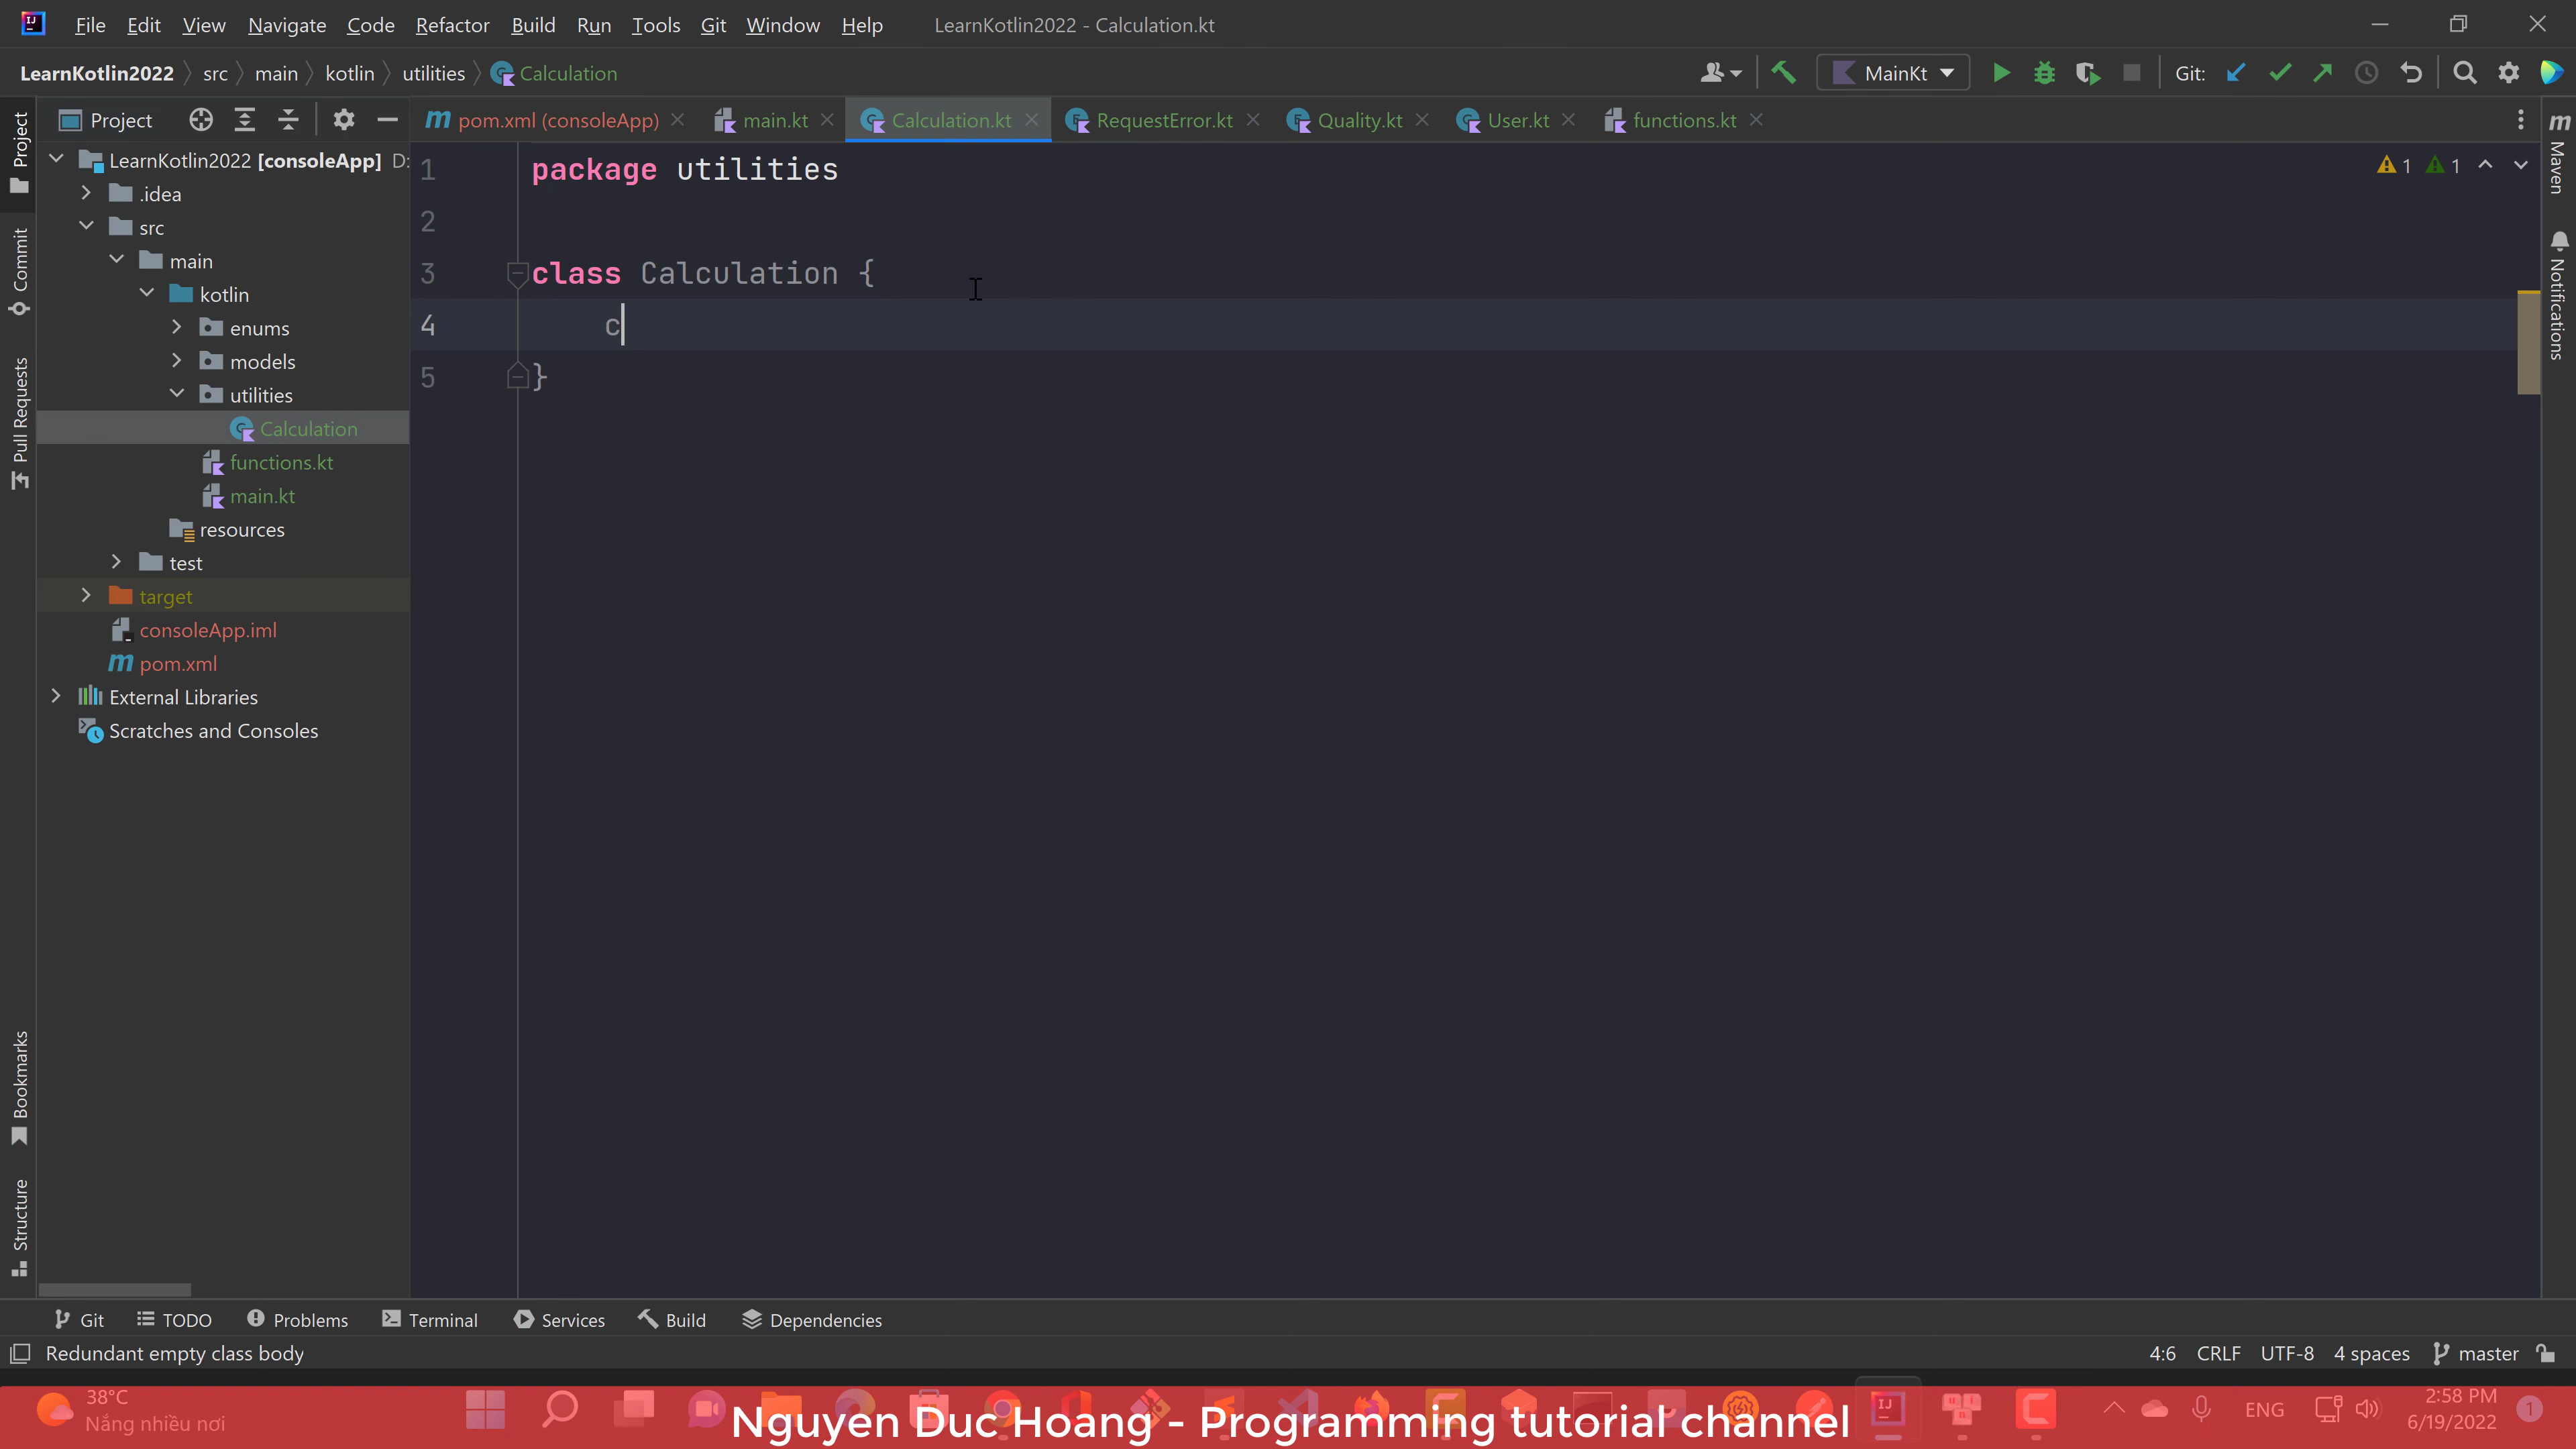 File Edit View Navigate Code Refactor Build Run Tools Git Window Help LearnKotlin2022 - Calculation.kt
LearnKotlin2022 src main kotlin utilities Calculation MainKt Git:
Project pom.xml (consoleApp) main.kt Calculation.kt RequestError.kt Quality.kt User.kt functions.kt
Project
Commit
Pull Requests
Bookmarks
Structure
LearnKotlin2022 [consoleApp] D:
.idea
src
main
kotlin
enums
models
utilities
Calculation
functions.kt
main.kt
resources
test
target
consoleApp.iml
pom.xml
External Libraries
Scratches and Consoles
1 package utilities
2
3 class Calculation {
4 c
5 }
1 1
Maven
Notifications
Git TODO Problems Terminal Services Build Dependencies
Redundant empty class body 4:6 CRLF UTF-8 4 spaces master
38°C
Nắng nhiều nơi
Nguyen Duc Hoang - Programming tutorial channel
ENG
2:58 PM
6/19/2022
1